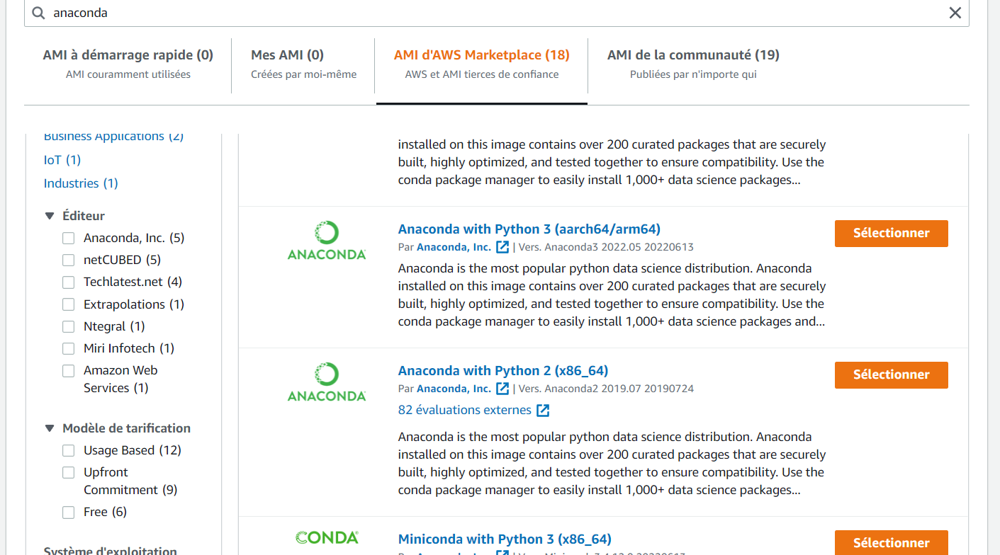 anaconda
AMI à démarrage rapide (0)
AMI couramment utilisées
Mes AMI (0)
Créées par moi-même
AMI d'AWS Marketplace (18)
AWS et AMI tierces de confiance
AMI de la communauté (19)
Publiées par n'importe qui
Business Applications (2)
IoT (1)
Industries (1)
Éditeur
Anaconda, Inc. (5)
netCUBED (5)
Techlatest.net (4)
Extrapolations (1)
Ntegral (1)
Miri Infotech (1)
Amazon Web
Services (1)
Modèle de tarification
Usage Based (12)
Upfront
Commitment (9)
Free (6)
Système d'exploitation
installed on this image contains over 200 curated packages that are securely
built, highly optimized, and tested together to ensure compatibility. Use the
conda package manager to easily install 1,000+ data science packages...
ANACONDA
Anaconda with Python 3 (aarch64/arm64)
Par Anaconda, Inc. | Vers. Anaconda3 2022.05 20220613
Anaconda is the most popular python data science distribution. Anaconda
installed on this image contains over 200 curated packages that are securely
built, highly optimized, and tested together to ensure compatibility. Use the
conda package manager to easily install 1,000+ data science packages and...
Sélectionner
ANACONDA
Anaconda with Python 2 (x86_64)
Par Anaconda, Inc. | Vers. Anaconda2 2019.07 20190724
82 évaluations externes
Anaconda is the most popular python data science distribution. Anaconda
installed on this image contains over 200 curated packages that are securely
built, highly optimized, and tested together to ensure compatibility. Use the
conda package manager to easily install 1,000+ data science packages...
Sélectionner
CONDA
Miniconda with Python 3 (x86_64)
Sélectionner